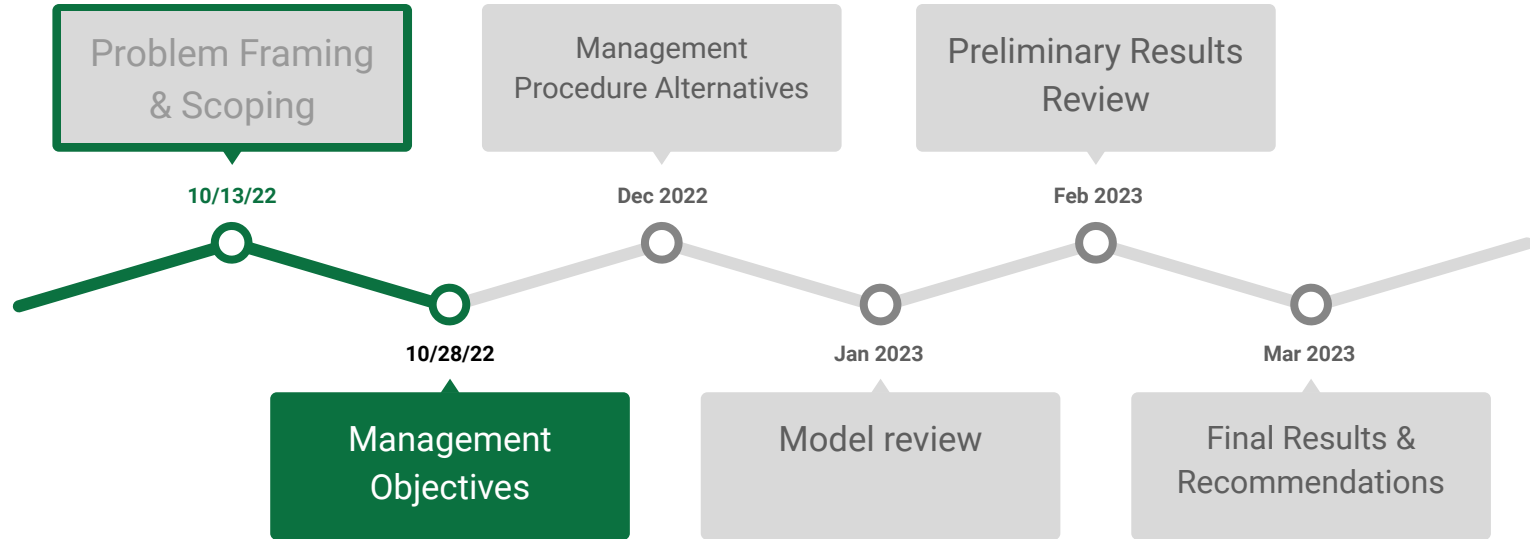 Problem Framing
& Scoping
10/13/22
10/28/22
Management
Objectives
Management
Procedure Alternatives
Dec 2022
Jan 2023
Model review
Preliminary Results
Review
Feb 2023
Mar 2023
Final Results &
Recommendations